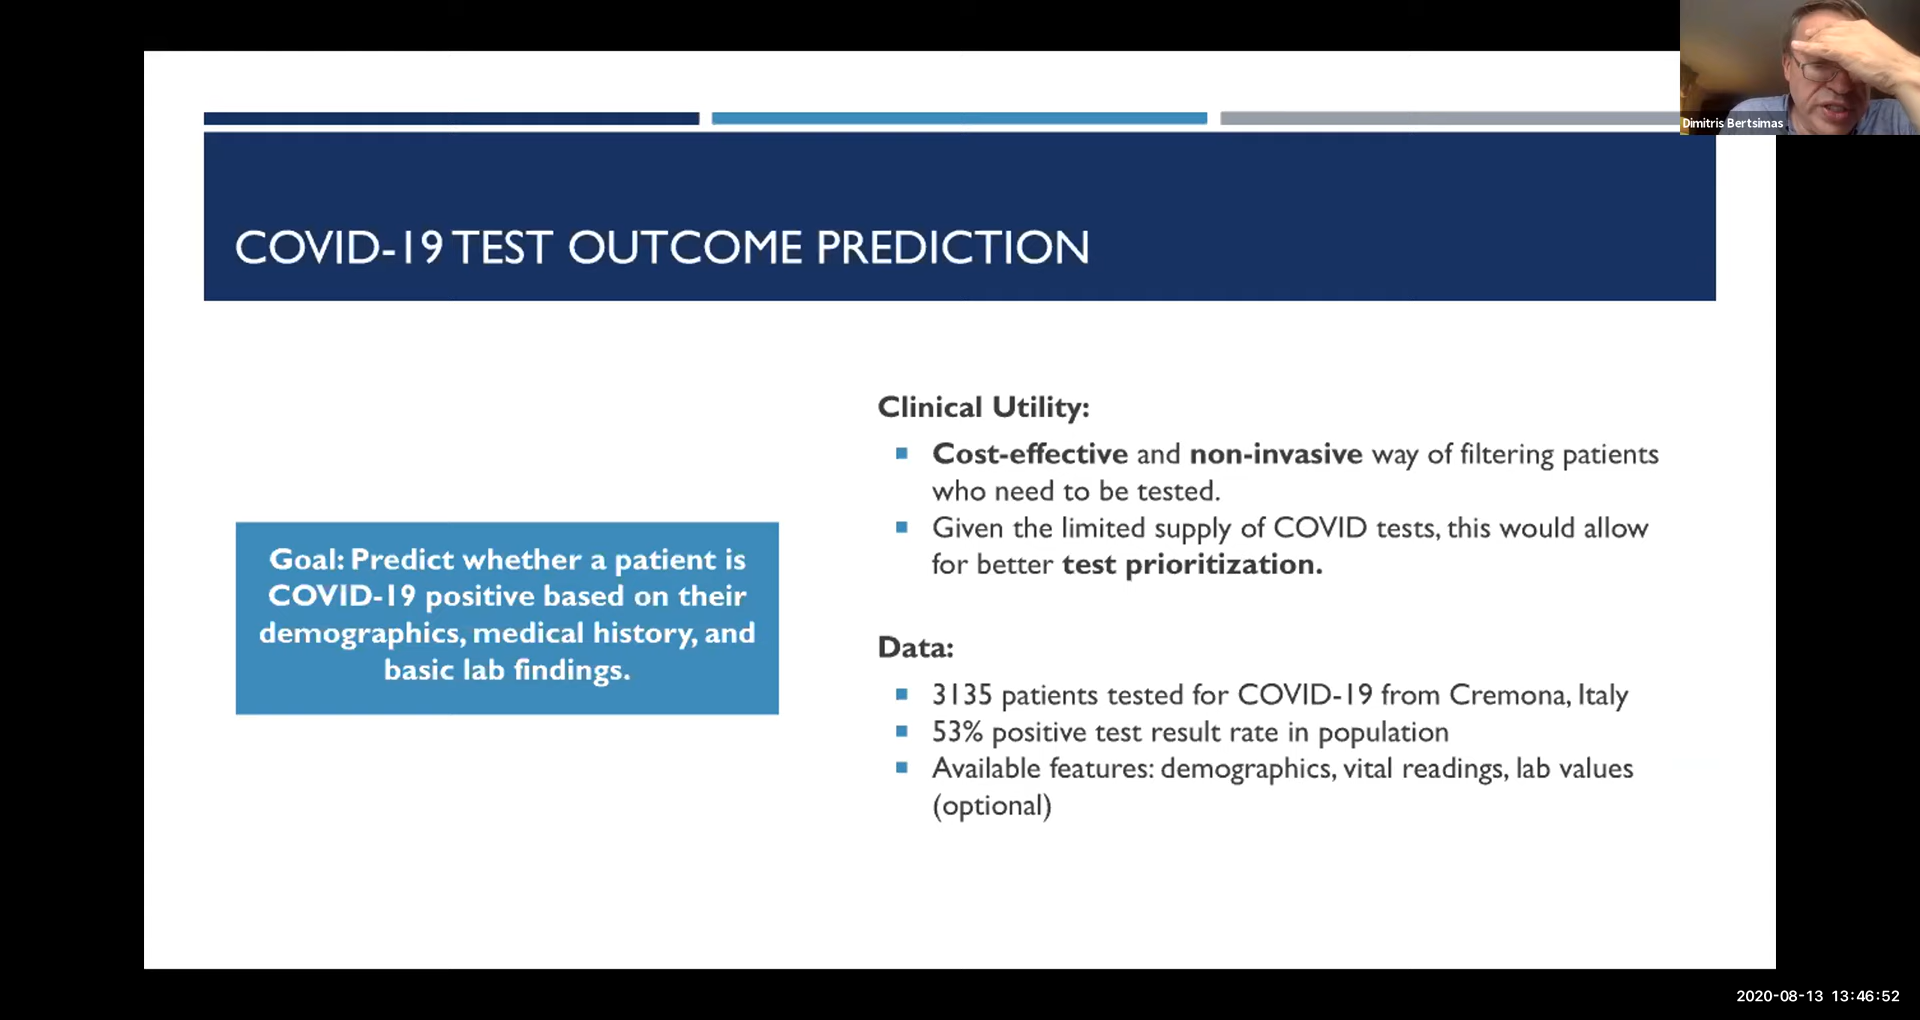 Dimitris Bertsimas
COVID-19 TEST OUTCOME PREDICTION
Goal: Predict whether a patient is
COVID-19 positive based on their
demographics, medical history, and
basic lab findings.
Clinical Utility:
Cost-effective and non-invasive way of filtering patients
who need to be tested.
Given the limited supply of COVID tests, this would allow
for better test prioritization.
Data:
3135 patients tested for COVID-19 from Cremona, Italy
53% positive test result rate in population
Available features: demographics, vital readings, lab values
(optional)
2020-08-13 13:46:52